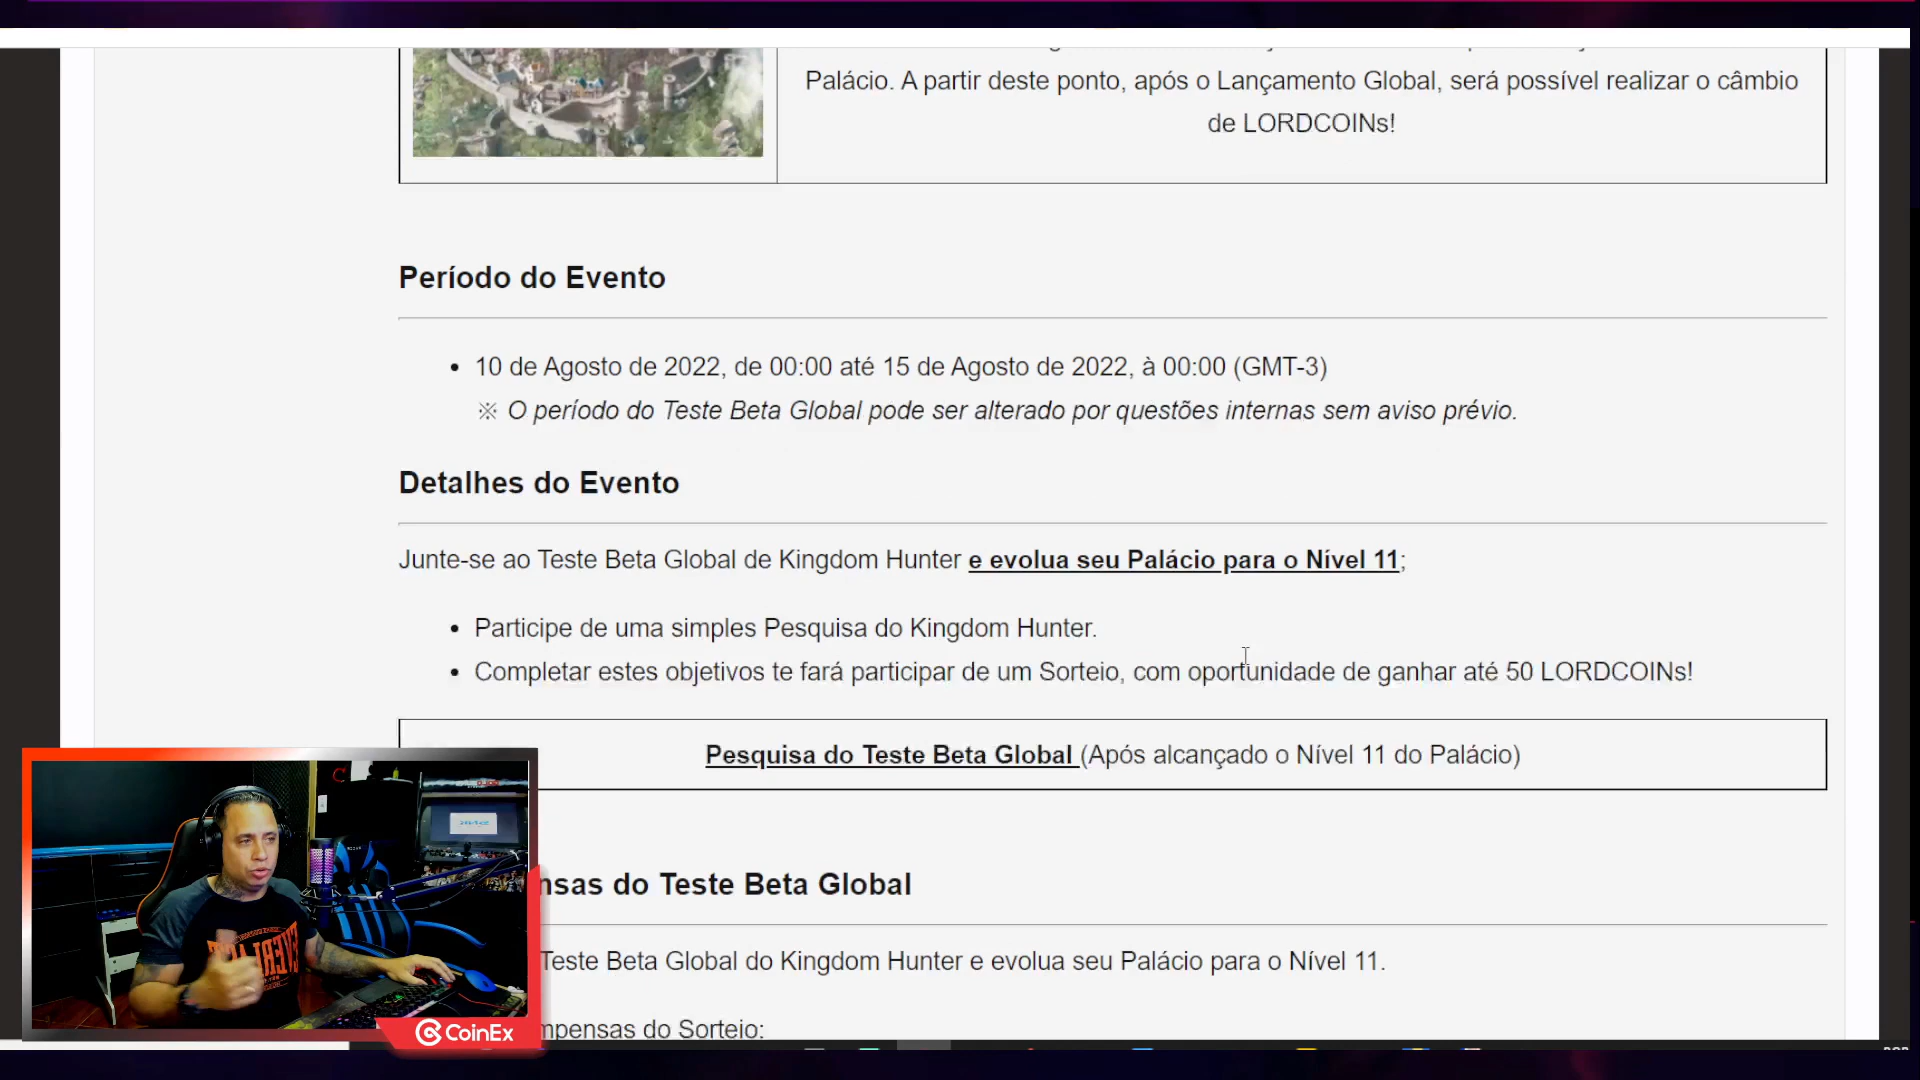 Palácio. A partir deste ponto, após o Lançamento Global, será possível realizar o câmbio
de LORDCOINs!
Período do Evento
• 10 de Agosto de 2022, de 00:00 até 15 de Agosto de 2022, à 00:00 (GMT-3)
※ O período do Teste Beta Global pode ser alterado por questões internas sem aviso prévio.
Detalhes do Evento
Junte-se ao Teste Beta Global de Kingdom Hunter e evolua seu Palácio para o Nível 11;
• Participe de uma simples Pesquisa do Kingdom Hunter.
• Completar estes objetivos te fará participar de um Sorteio, com oportunidade de ganhar até 50 LORDCOINs!
Pesquisa do Teste Beta Global (Após alcançado o Nível 11 do Palácio)
nsas do Teste Beta Global
Teste Beta Global do Kingdom Hunter e evolua seu Palácio para o Nível 11.
mpensas do Sorteio:
CoinEx